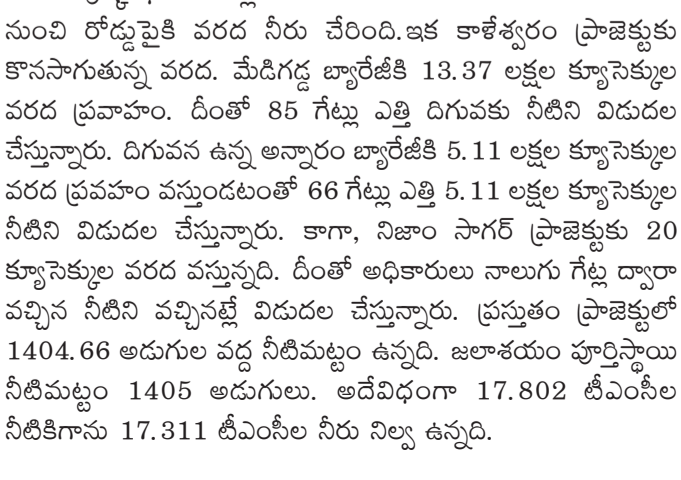 నుంచి రోడ్డుపైకి వరద నీరు చేరింది.ఇక కాళేశ్వరం ప్రాజెక్టుకు
కొనసాగుతున్న వరద. మేడిగడ్డ బ్యారేజీకి 13.37 లక్షల క్యూసెక్కుల
వరద ప్రవాహం. దీంతో 85 గేట్లు ఎత్తి దిగువకు నీటిని విడుదల
చేస్తున్నారు. దిగువన ఉన్న అన్నారం బ్యారేజీకి 5.11 లక్షల క్యూసెక్కుల
వరద ప్రవహం వస్తుండటంతో 66 గేట్లు ఎత్తి 5.11 లక్షల క్యూసెక్కుల
నీటిని విడుదల చేస్తున్నారు. కాగా, నిజాం సాగర్ ప్రాజెక్టుకు 20
క్యూసెక్కుల వరద వస్తున్నది. దీంతో అధికారులు నాలుగు గేట్ల ద్వారా
వచ్చిన నీటిని వచ్చినట్లే విడుదల చేస్తున్నారు. ప్రస్తుతం ప్రాజెక్టులో
1404.66 అడుగుల వద్ద నీటిమట్టం ఉన్నది. జలాశయం పూర్తిస్థాయి
నీటిమట్టం 1405 అడుగులు. అదేవిధంగా 17.802 టీఎంసీల
నీటికిగాను 17.311 టీఎంసీల నీరు నిల్వ ఉన్నది.